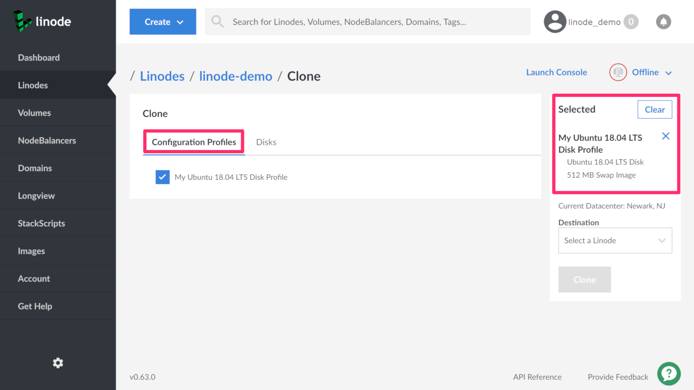 linode
Create
Search for Linodes, Volumes, NodeBalancers, Domains, Tags...
linode_demo
0
Dashboard
Linodes
Volumes
NodeBalancers
Domains
Longview
StackScripts
Images
Account
Get Help
/ Linodes / linode-demo / Clone
Launch Console
Offline
Clone
Configuration Profiles
Disks
My Ubuntu 18.04 LTS Disk Profile
Selected
Clear
My Ubuntu 18.04 LTS
Disk Profile
Ubuntu 18.04 LTS Disk
512 MB Swap Image
Current Datacenter: Newark, NJ
Destination
Select a Linode
Clone
v0.63.0
API Reference
Provide Feedback
?